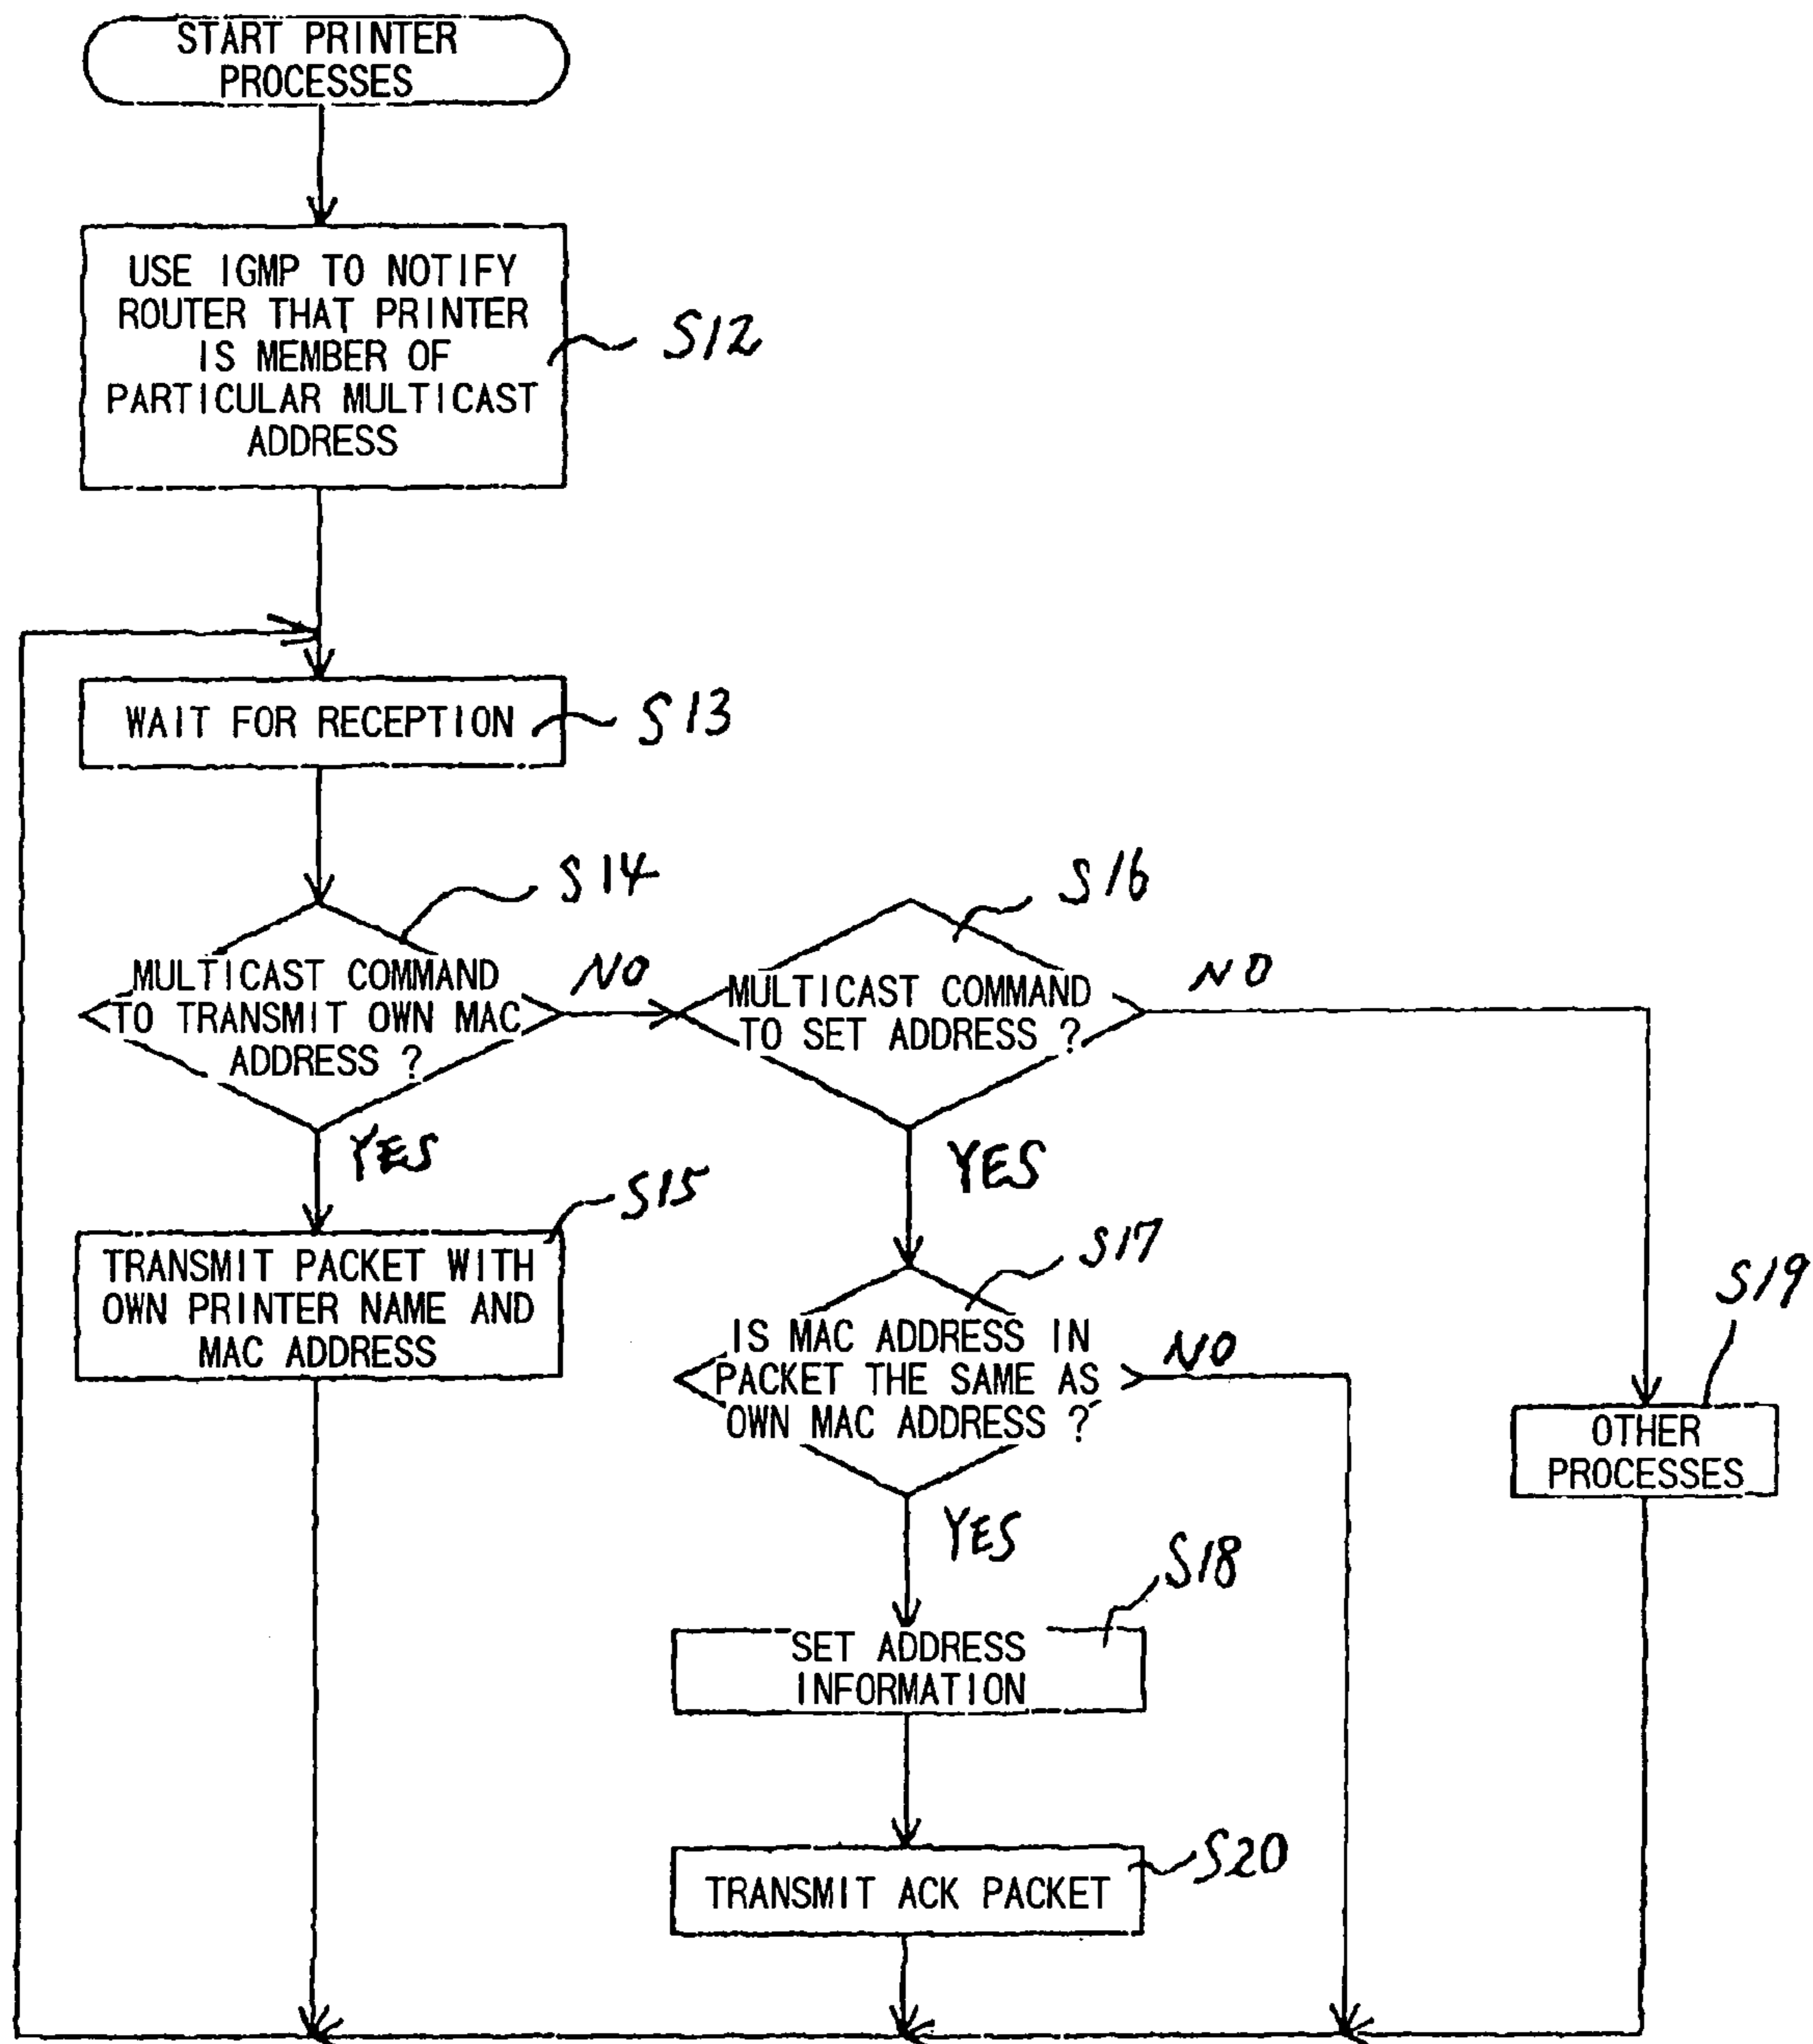 START PRINTER
PROCESSES
USE IGMP TO NOTIFY
ROUTER THAT PRINTER
IS MEMBER OF
PARTICULAR MULTICAST
ADDRESS
S12
WAIT FOR RECEPTION
S13
S14
MULTICAST COMMAND
TO TRANSMIT OWN MAC
ADDRESS ?
NO
YES
S16
MULTICAST COMMAND
TO SET ADDRESS ?
NO
YES
S15
TRANSMIT PACKET WITH
OWN PRINTER NAME AND
MAC ADDRESS
S17
IS MAC ADDRESS IN
PACKET THE SAME AS
OWN MAC ADDRESS ?
NO
YES
S19
OTHER
PROCESSES
S18
SET ADDRESS
INFORMATION
S20
TRANSMIT ACK PACKET